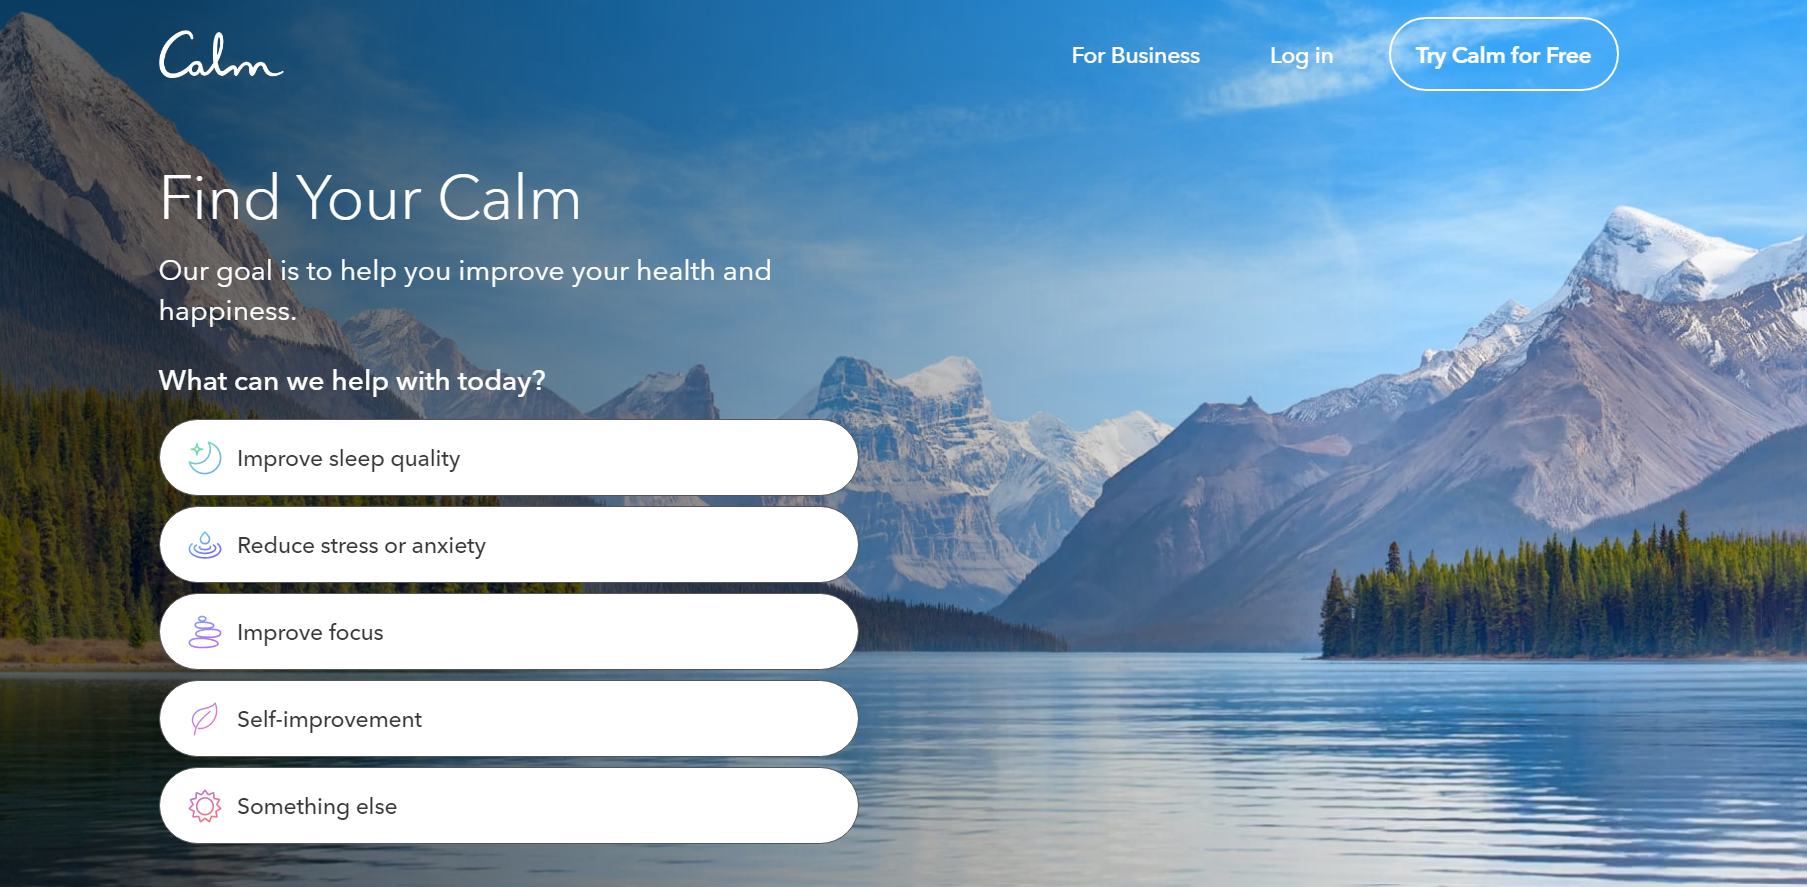 Calm
For Business
Log in
Try Calm for Free
Find Your Calm
Our goal is to help you improve your health and
happiness.
What can we help with today?
Improve sleep quality
Reduce stress or anxiety
Improve focus
Self-improvement
Something else